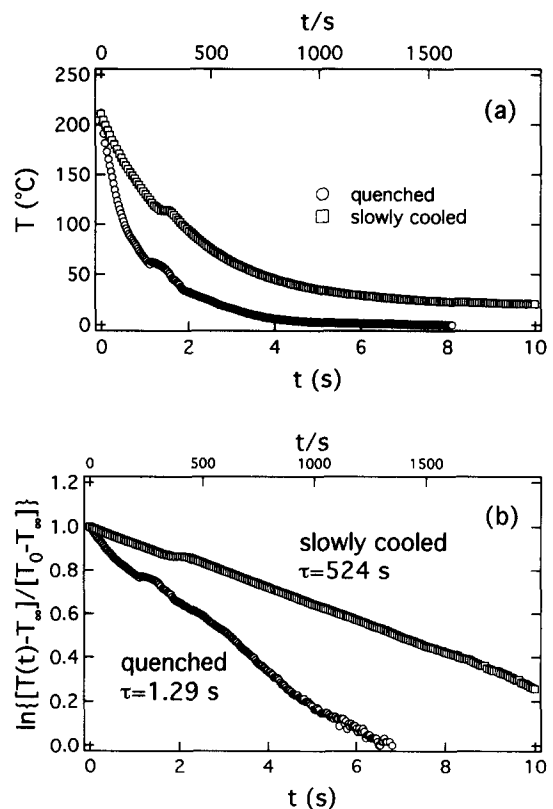 t/s
0 500 1000 1500
250
200
150
100
50
0
T (°C)
(a)
quenched
slowly cooled
0 2 4 6 8 10
t (s)
t/s
0 500 1000 1500
1.2
1.0
0.8
0.6
0.4
0.2
0.0
ln{[T(t)-T∞]/[T0-T∞]}
(b)
slowly cooled
τ=524 s
quenched
τ=1.29 s
0 2 4 6 8 10
t (s)